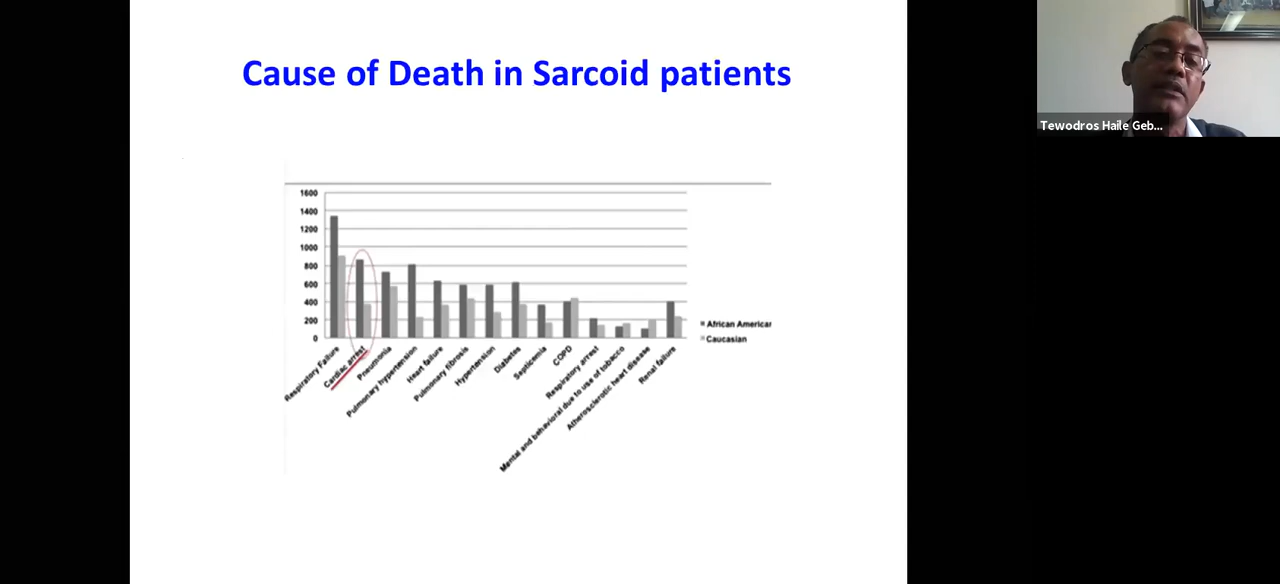 Cause of Death in Sarcoid patients
Tewodros Haile Geb...
1600
1400
1200
1000
800
600
400
200
0
African American
Caucasian
Respiratory Failure
Cardiac arrest
Pneumonia
Pulmonary hypertension
Heart failure
Pulmonary fibrosis
Hypertension
Diabetes
Septicemia
COPD
Respiratory arrest
Mental and behavioral due to use of tobacco
Atherosclerotic heart disease
Renal failure